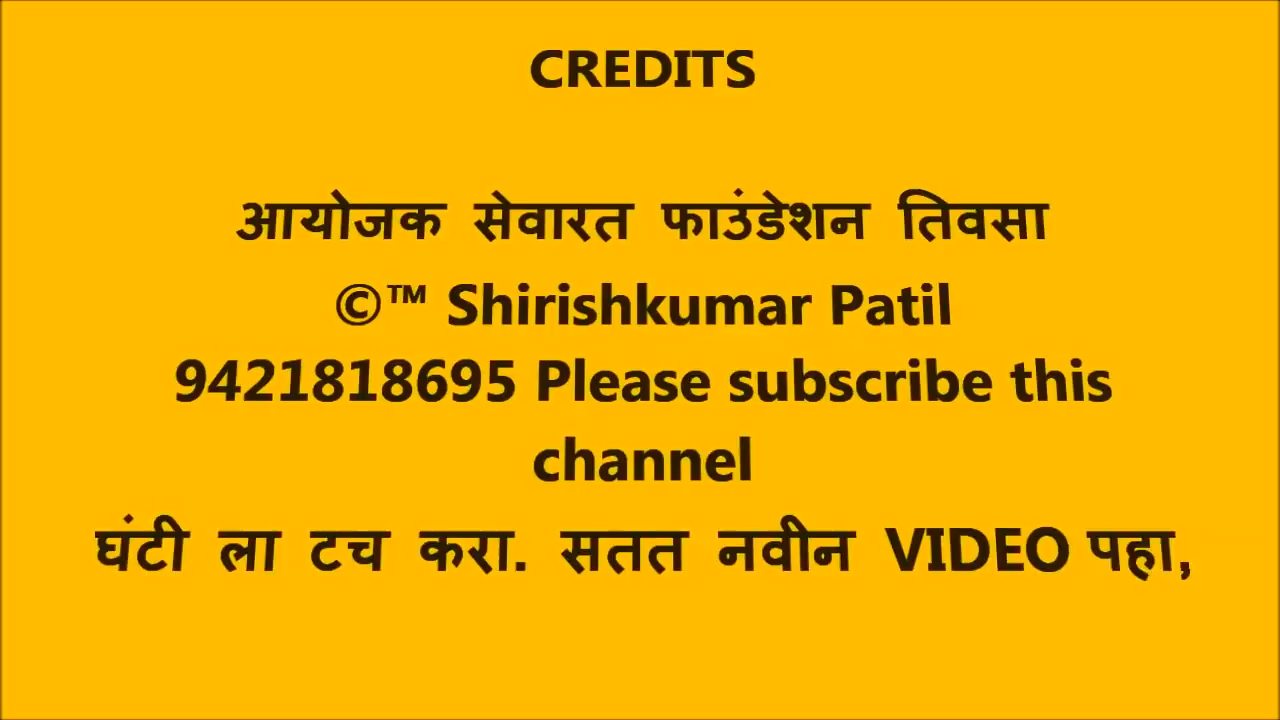 CREDITS
आयोजक सेवारत फाउंडेशन तिवसा
©™ Shirishkumar Patil
9421818695 Please subscribe this
channel
घंटी ला टच करा. सतत नवीन VIDEO पहा,